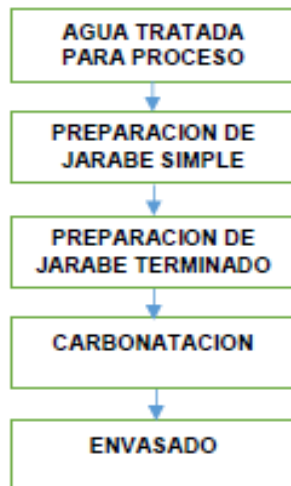 AGUA TRATADA
PARA PROCESO
PREPARACION DE
JARABE SIMPLE
PREPARACION DE
JARABE TERMINADO
CARBONATACION
ENVASADO